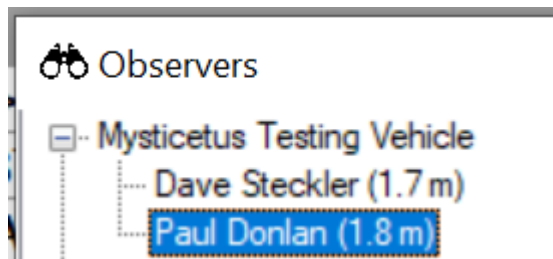 Observers
Mysticetus Testing Vehicle
Dave Steckler (1.7 m)
Paul Donlan (1.8 m)